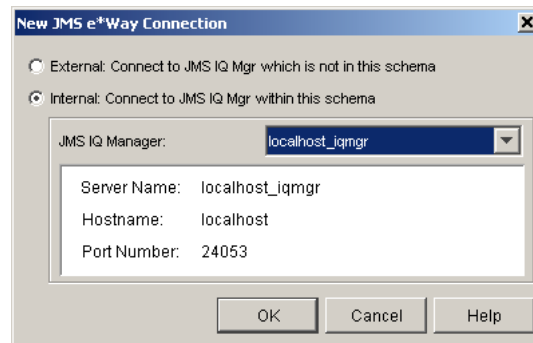 New JMS e*Way Connection
External: Connect to JMS IQ Mgr which is not in this schema
Internal: Connect to JMS IQ Mgr within this schema
JMS IQ Manager: localhost_iqmgr
Server Name: localhost_iqmgr
Hostname: localhost
Port Number: 24053
OK Cancel Help